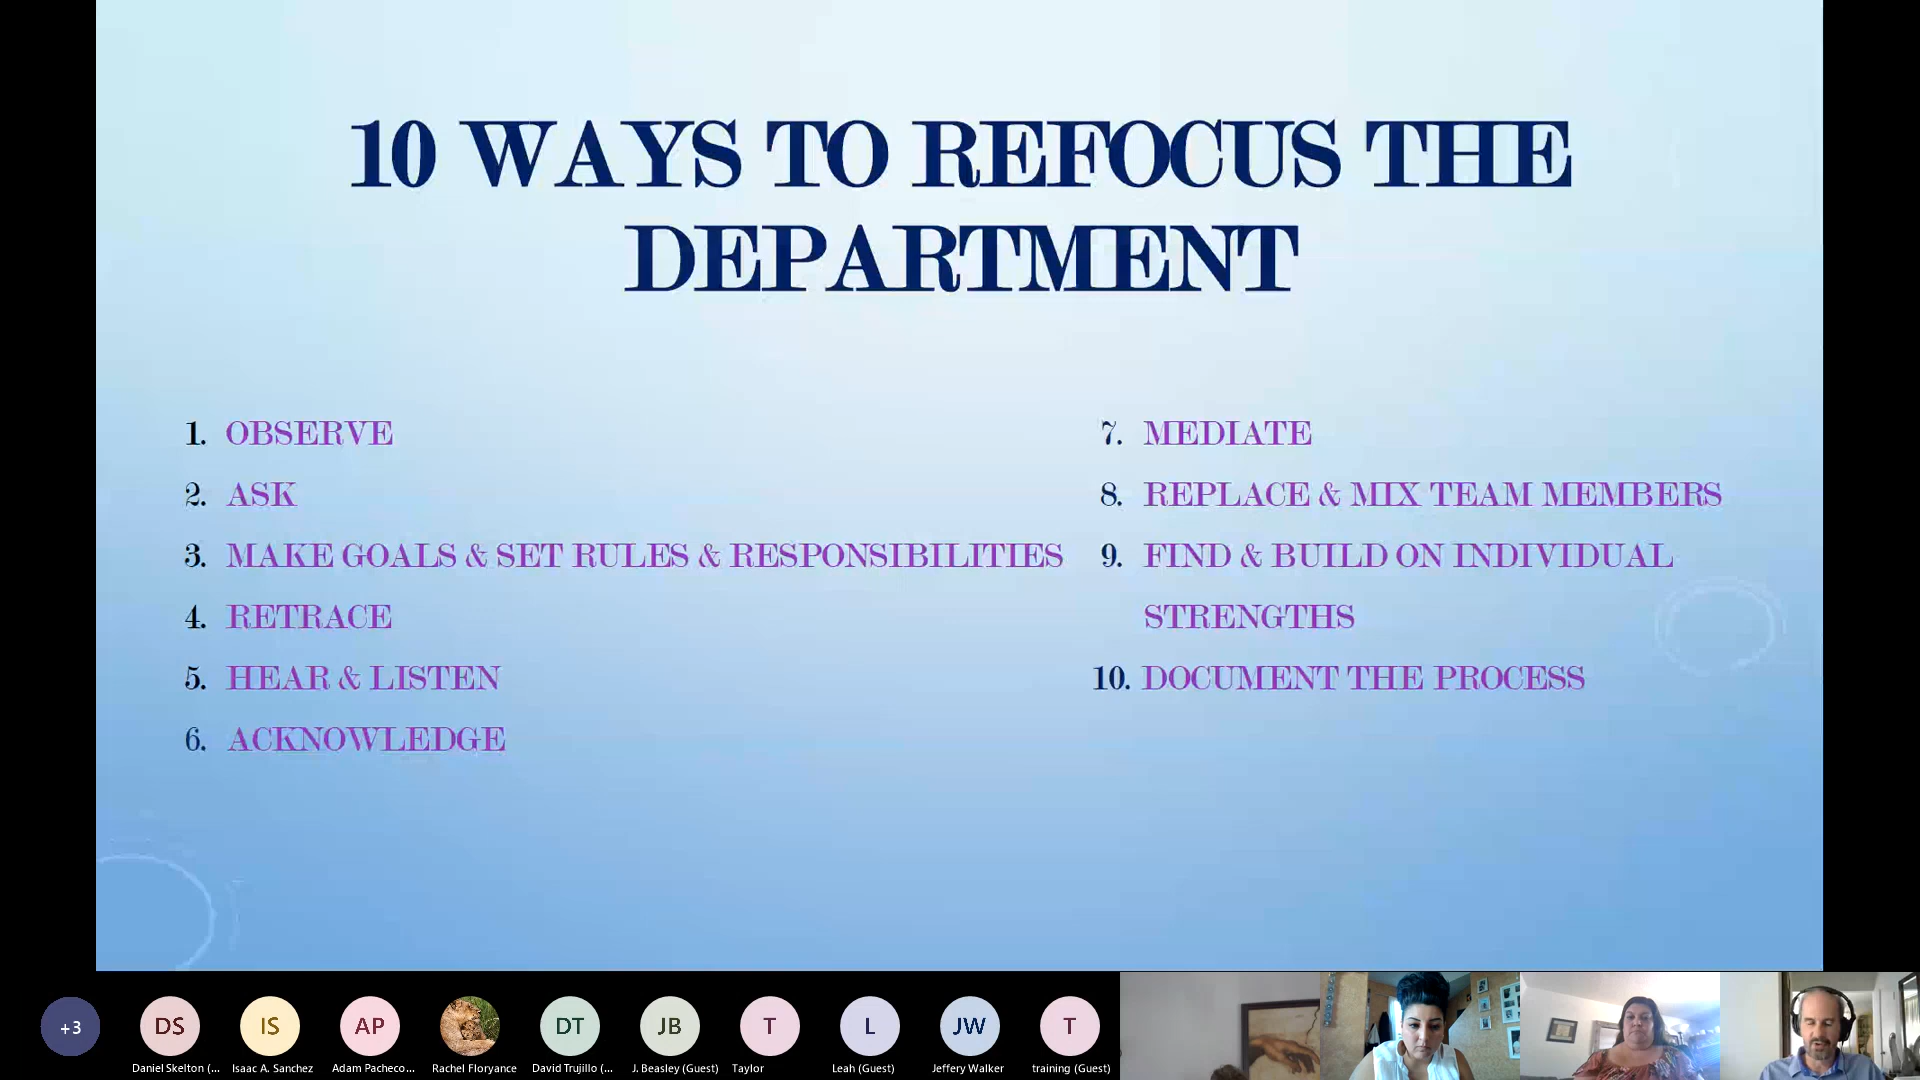 10 WAYS TO REFOCUS THE
DEPARTMENT
1. OBSERVE
2. ASK
3. MAKE GOALS & SET RULES & RESPONSIBILITIES
4. RETRACE
5. HEAR & LISTEN
6. ACKNOWLEDGE
7. MEDIATE
8. REPLACE & MIX TEAM MEMBERS
9. FIND & BUILD ON INDIVIDUAL
STRENGTHS
10. DOCUMENT THE PROCESS
+3
DS
IS
AP
DT
JB
T
L
JW
T
Daniel Skelton (...
Isaac A. Sanchez
Adam Pacheco...
Rachel Floryance
David Trujillo (...
J. Beasley (Guest)
Taylor
Leah (Guest)
Jeffery Walker
training (Guest)